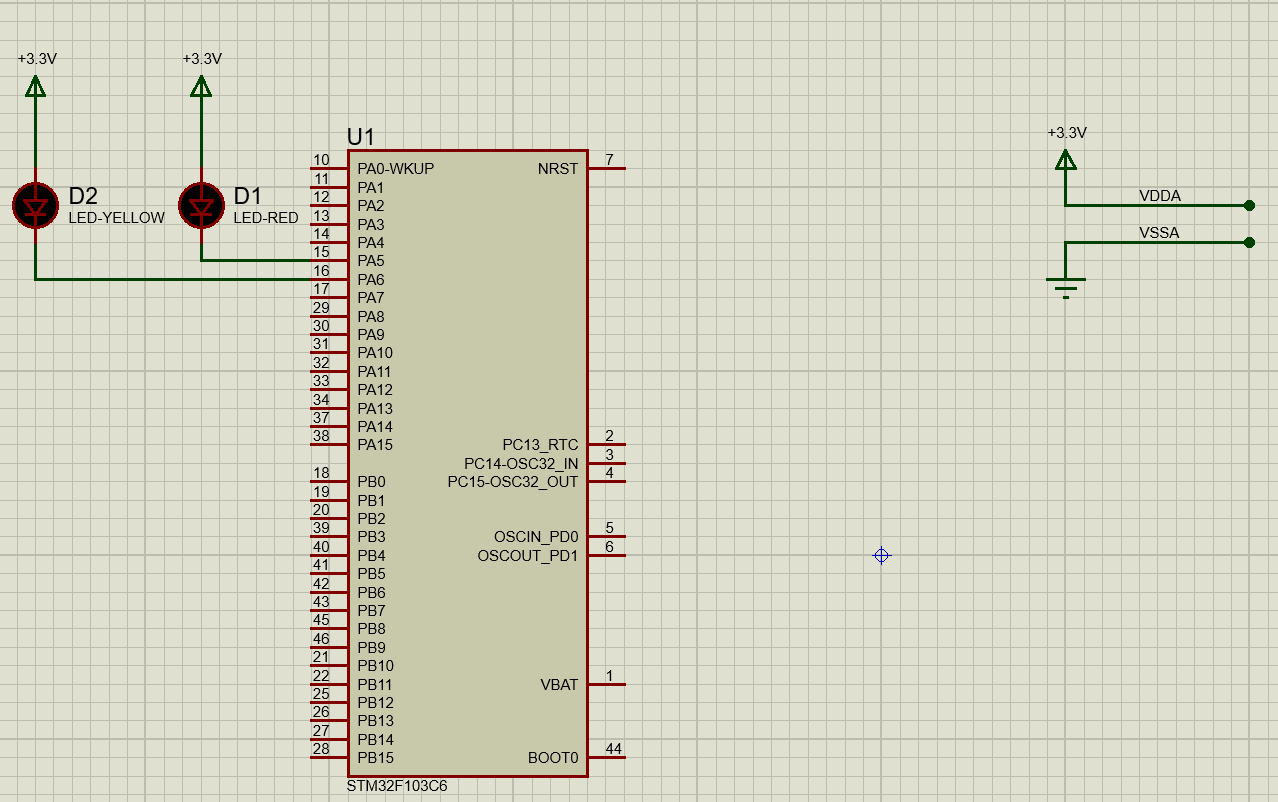 +3.3V
+3.3V
D2
LED-YELLOW
D1
LED-RED
U1
10 PA0-WKUP
11 PA1
12 PA2
13 PA3
14 PA4
15 PA5
16 PA6
17 PA7
29 PA8
30 PA9
31 PA10
32 PA11
33 PA12
34 PA13
37 PA14
38 PA15
18 PB0
19 PB1
20 PB2
39 PB3
40 PB4
41 PB5
42 PB6
43 PB7
45 PB8
46 PB9
21 PB10
22 PB11
25 PB12
26 PB13
27 PB14
28 PB15
NRST 7
PC13_RTC 2
PC14-OSC32_IN 3
PC15-OSC32_OUT 4
OSCIN_PD0 5
OSCOUT_PD1 6
VBAT 1
BOOT0 44
STM32F103C6
+3.3V
VDDA
VSSA